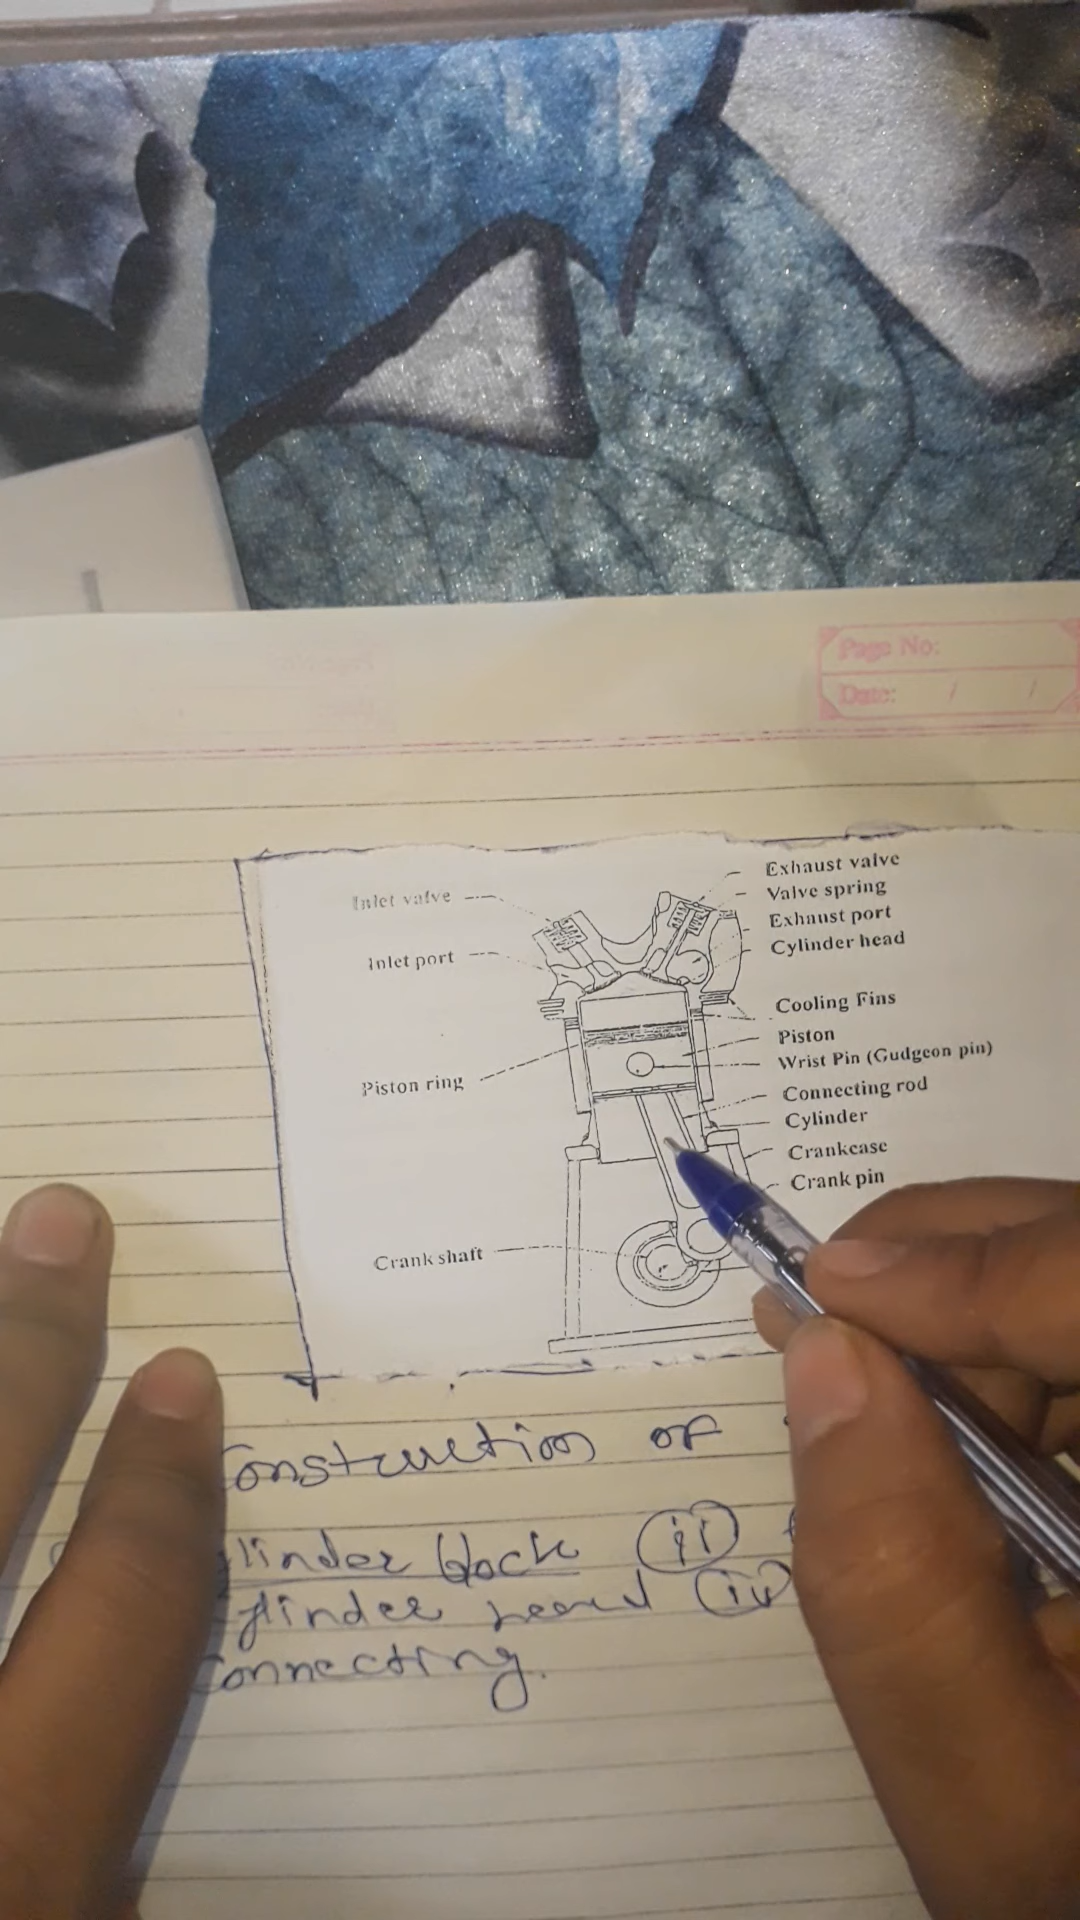 Page No:
Date: / /
Exhaust valve
Inlet valve
Valve spring
Exhaust port
Inlet port
Cylinder head
Cooling Fins
Piston
Wrist Pin (Gudgeon pin)
Piston ring
Connecting rod
Cylinder
Crankcase
Crank pin
Crank shaft
onstruction of
linder block (ii)
ylinder head (iv)
onnecting.